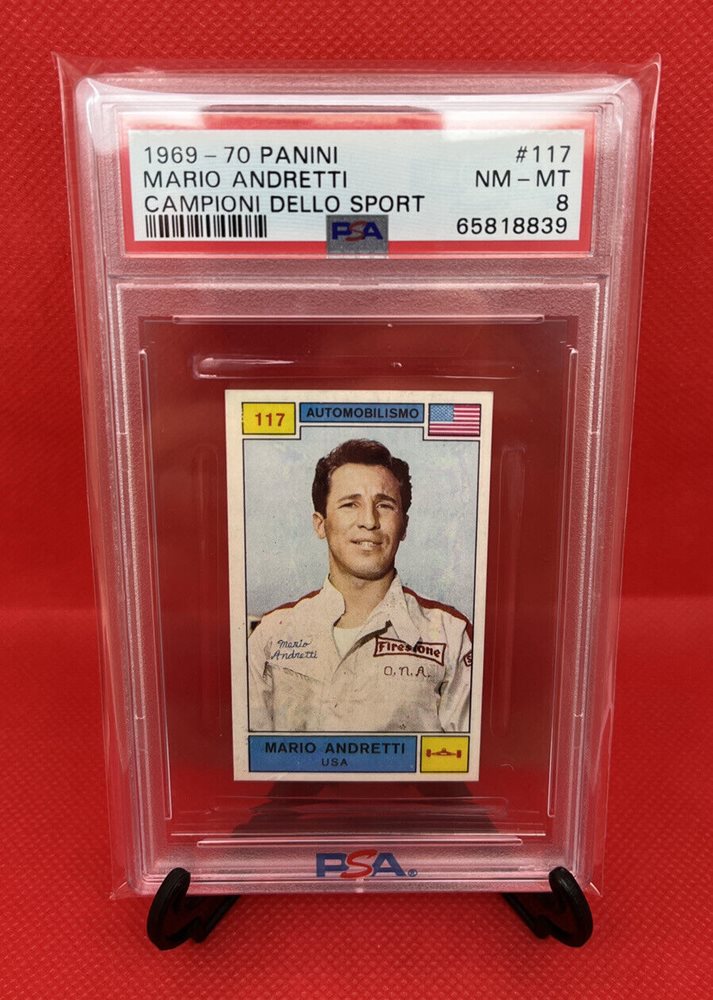 1969 - 70 PANINI #117
MARIO ANDRETTI NM - MT
CAMPIONI DELLO SPORT 8
PSA 65818839
117 AUTOMOBILISMO
Mario
Andretti
Firestone
O.N.A.
MARIO ANDRETTI
USA
PSA®